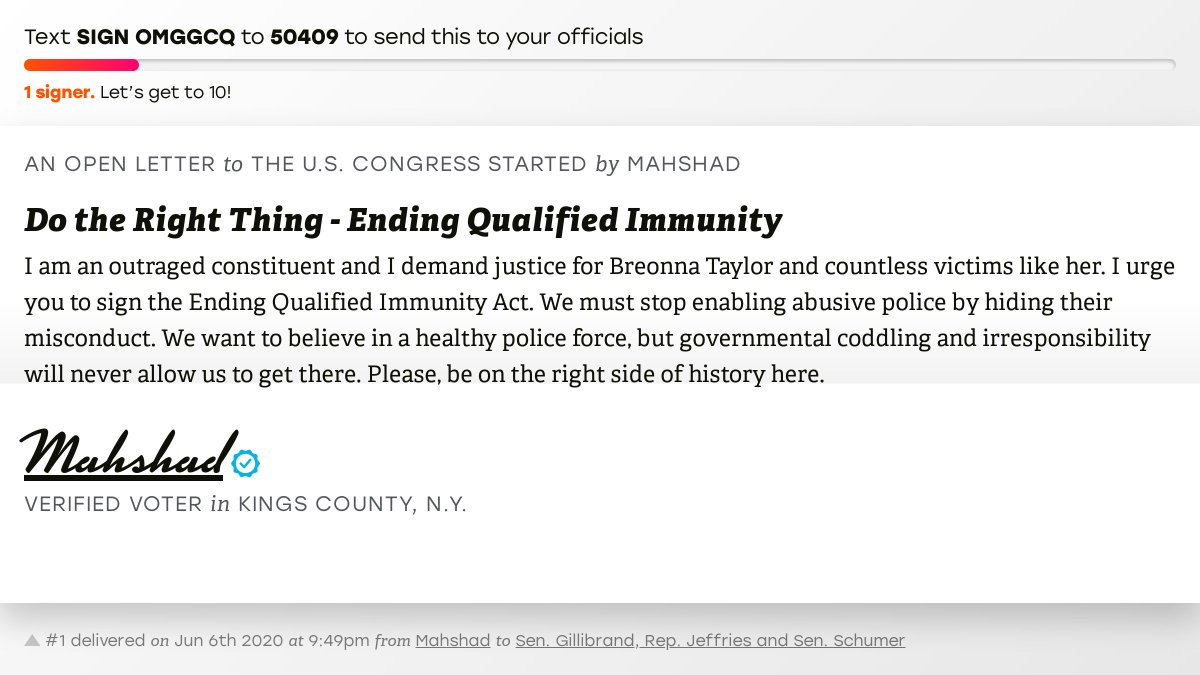 Text SIGN OMGGCQ to 50409 to send this to your officials
1 signer. Let’s get to 10!
AN OPEN LETTER to THE U.S. CONGRESS STARTED by MAHSHAD
Do the Right Thing - Ending Qualified Immunity
I am an outraged constituent and I demand justice for Breonna Taylor and countless victims like her. I urge
you to sign the Ending Qualified Immunity Act. We must stop enabling abusive police by hiding their
misconduct. We want to believe in a healthy police force, but governmental coddling and irresponsibility
will never allow us to get there. Please, be on the right side of history here.
Mahshad
VERIFIED VOTER in KINGS COUNTY, N.Y.
#1 delivered on Jun 6th 2020 at 9:49pm from Mahshad to Sen. Gillibrand, Rep. Jeffries and Sen. Schumer